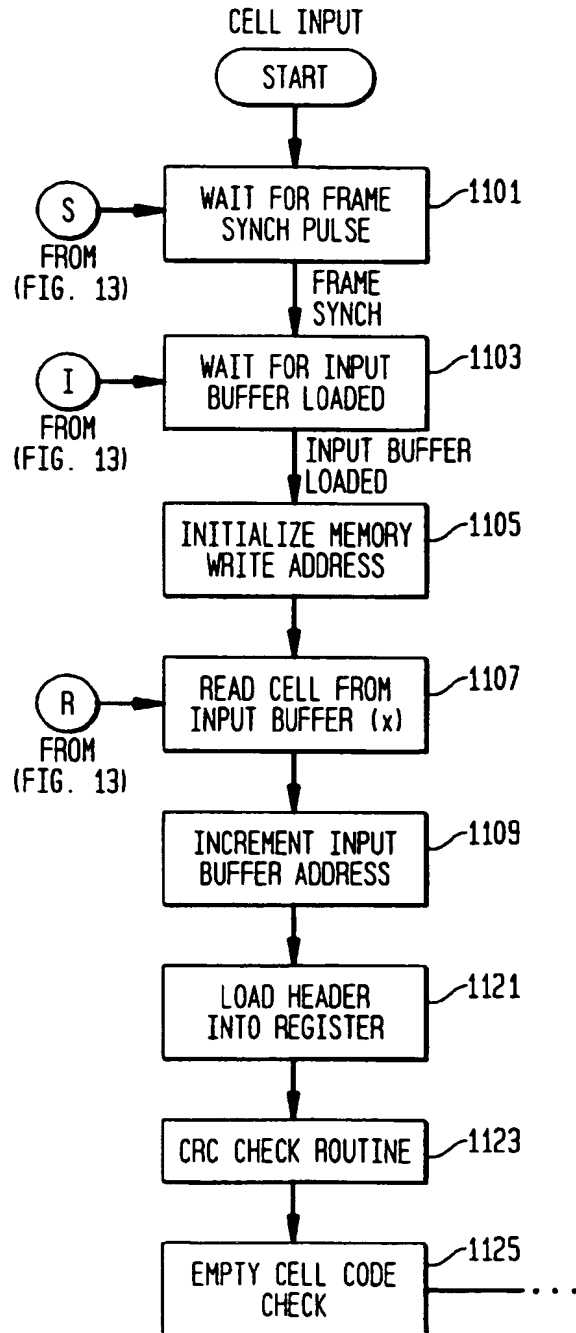 CELL INPUT
START
WAIT FOR FRAME
SYNCH PULSE
1101
S
FROM
(FIG. 13)
FRAME
SYNCH
WAIT FOR INPUT
BUFFER LOADED
1103
I
FROM
(FIG. 13)
INPUT BUFFER
LOADED
INITIALIZE MEMORY
WRITE ADDRESS
1105
READ CELL FROM
INPUT BUFFER (x)
1107
R
FROM
(FIG. 13)
INCREMENT INPUT
BUFFER ADDRESS
1109
LOAD HEADER
INTO REGISTER
1121
CRC CHECK ROUTINE
1123
EMPTY CELL CODE
CHECK
1125
...